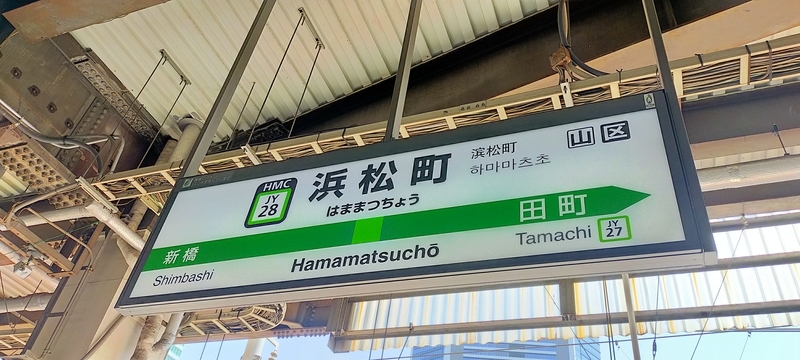 HMC
JY
28
浜松町
はままつちょう
滨松町
하마마츠초
山 区
新橋
Shimbashi
Hamamatsuchō
田町
Tamachi
JY
27